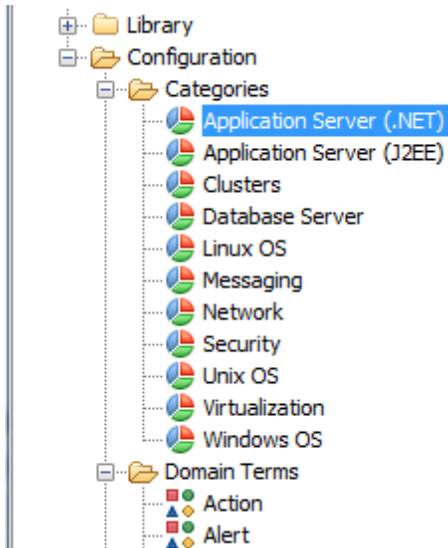 Library
Configuration
Categories
Application Server (.NET)
Application Server (J2EE)
Clusters
Database Server
Linux OS
Messaging
Network
Security
Unix OS
Virtualization
Windows OS
Domain Terms
Action
Alert